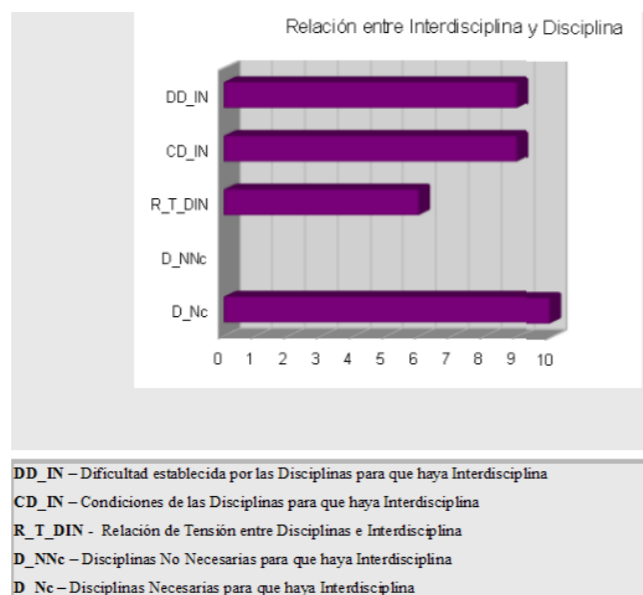 Relación entre Interdisciplina y Disciplina
DD_IN
CD_IN
R_T_DIN
D_NNc
D_Nc
0 1 2 3 4 5 6 7 8 9 10
DD_IN – Dificultad establecida por las Disciplinas para que haya Interdisciplina
CD_IN – Condiciones de las Disciplinas para que haya Interdisciplina
R_T_DIN - Relación de Tensión entre Disciplinas e Interdisciplina
D_NNc – Disciplinas No Necesarias para que haya Interdisciplina
D_Nc – Disciplinas Necesarias para que haya Interdisciplina